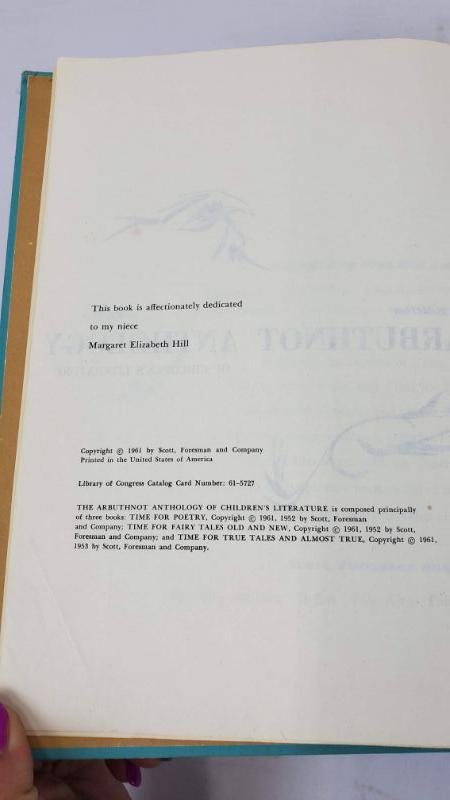 This book is affectionately dedicated
to my niece
Margaret Elizabeth Hill
Copyright © 1961 by Scott, Foresman and Company
Printed in the United States of America
Library of Congress Catalog Card Number: 61-5727
THE ARBUTHNOT ANTHOLOGY OF CHILDREN'S LITERATURE is composed principally
of three books: TIME FOR POETRY, Copyright © 1961, 1952 by Scott, Foresman
and Company; TIME FOR FAIRY TALES OLD AND NEW, Copyright © 1961, 1952 by Scott,
Foresman and Company; and TIME FOR TRUE TALES AND ALMOST TRUE, Copyright © 1961,
1953 by Scott, Foresman and Company.